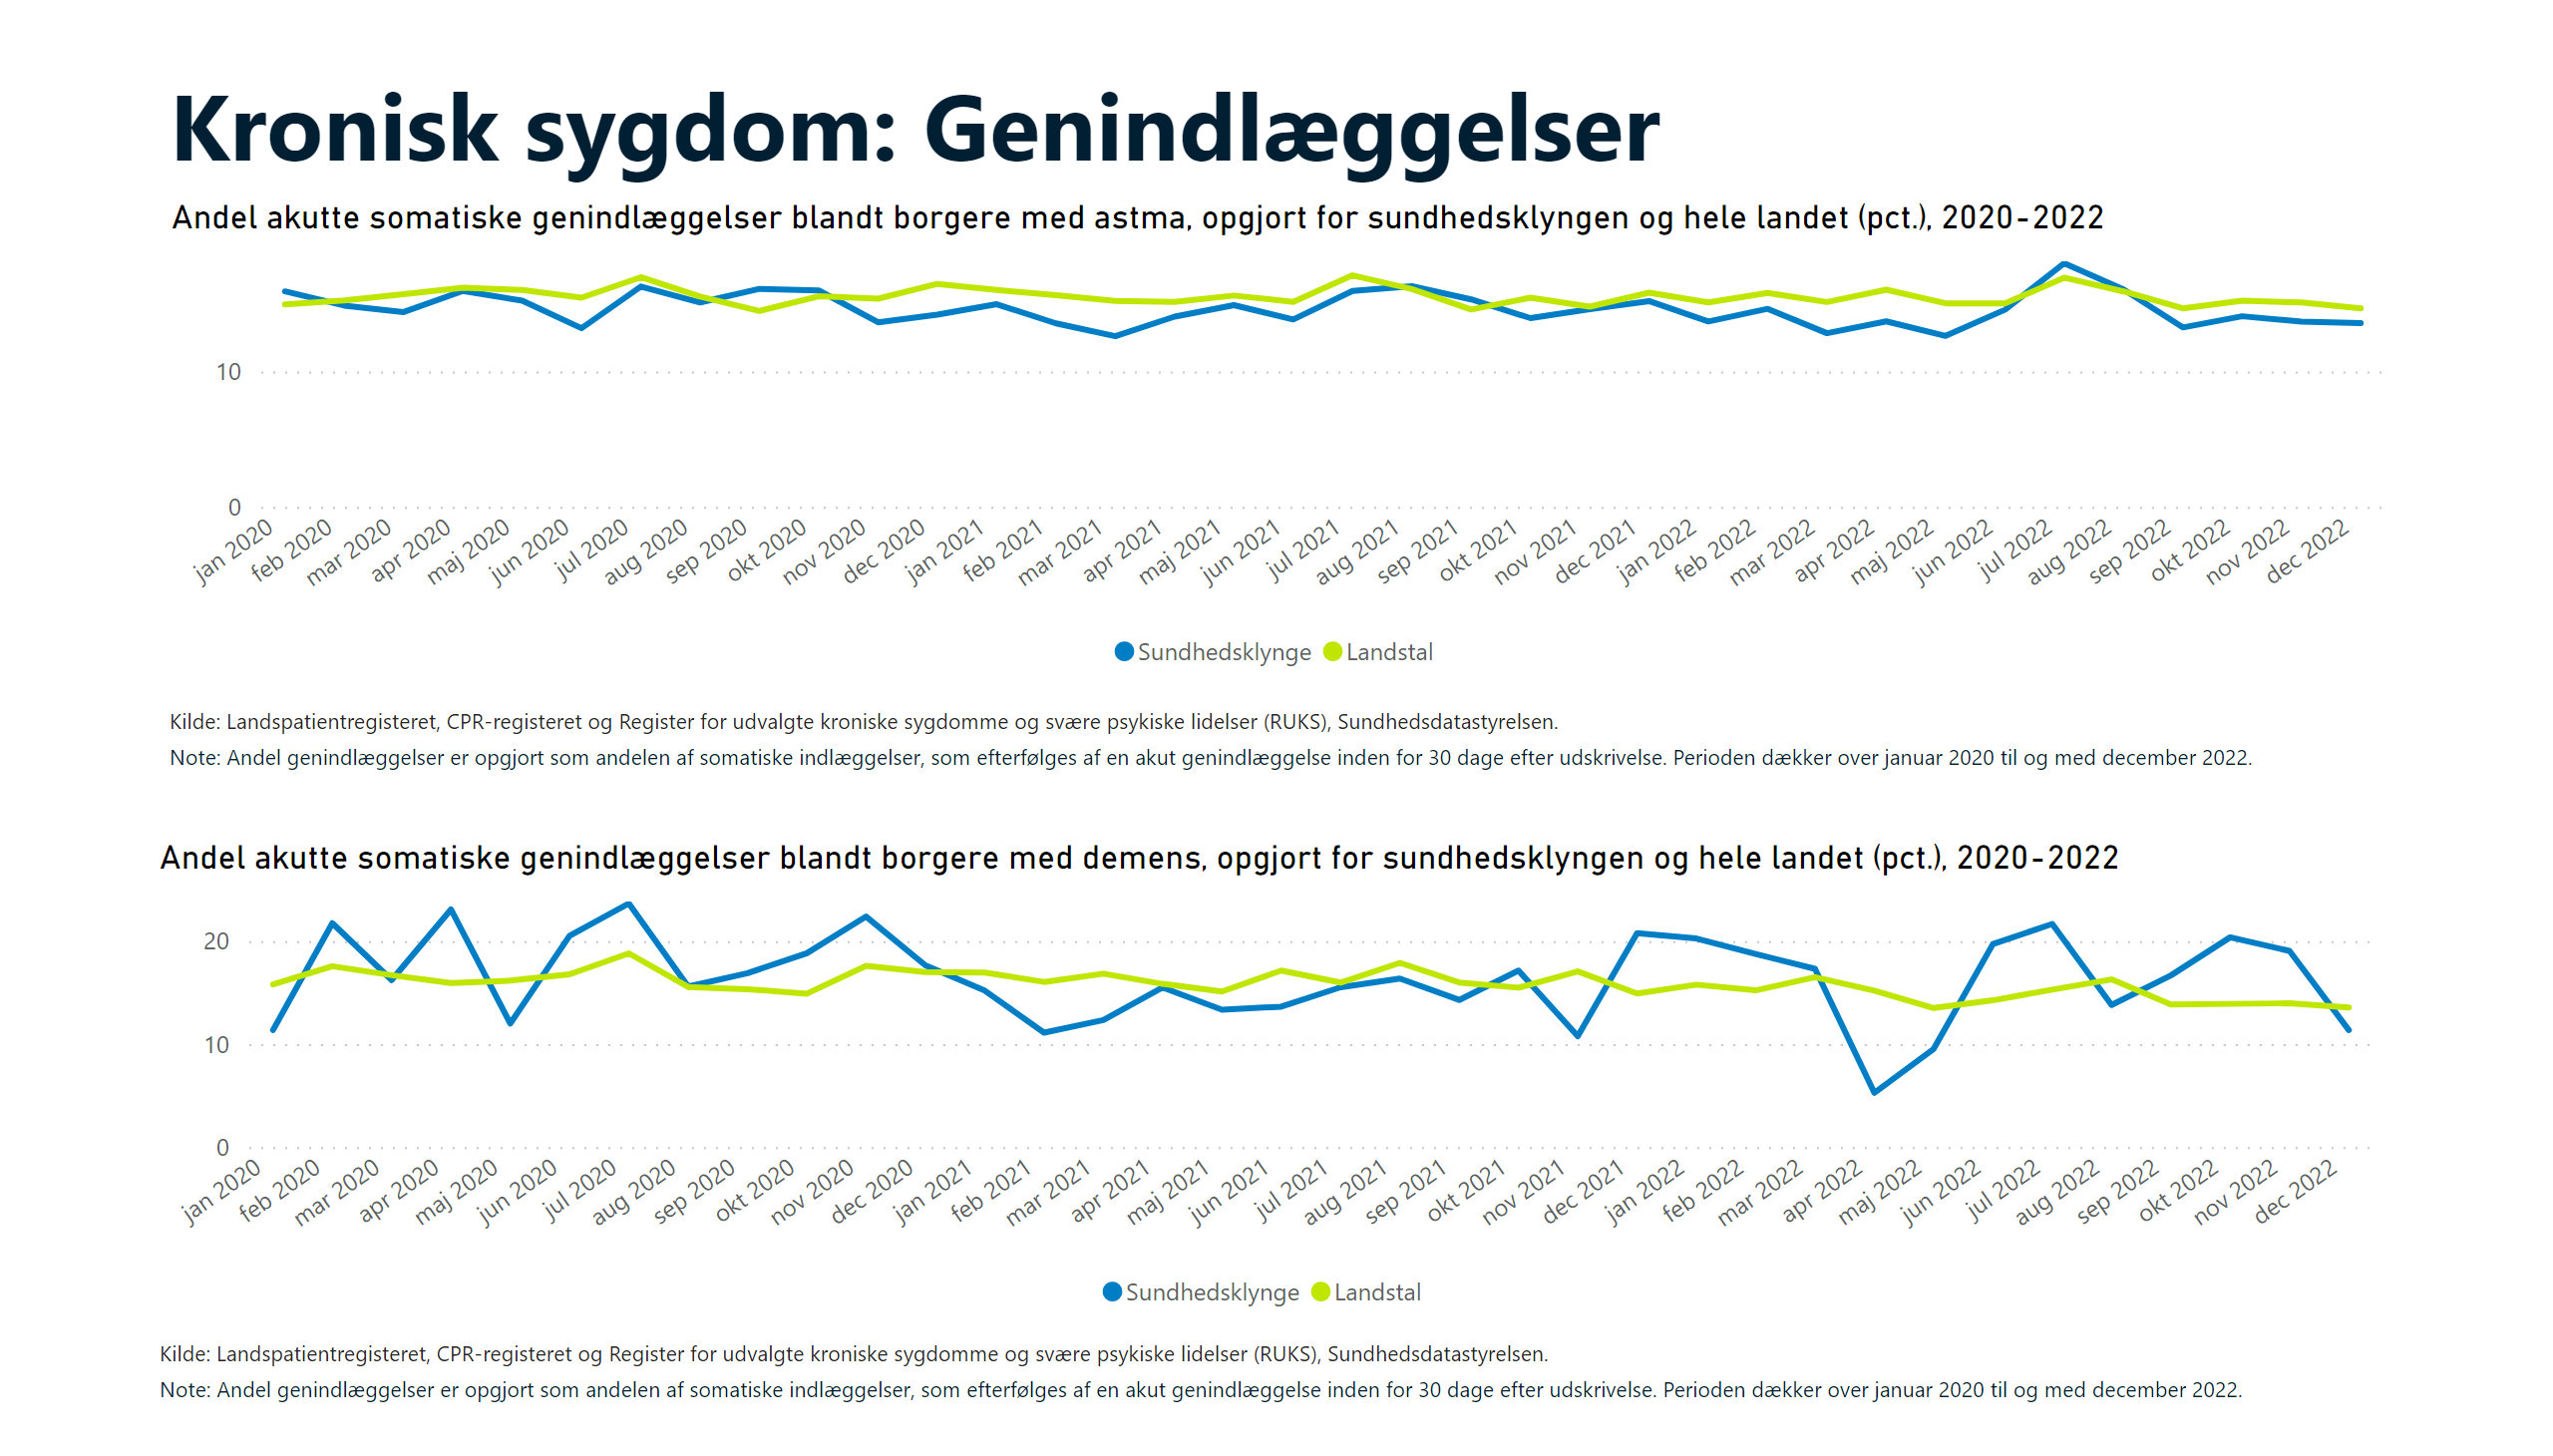 Kronisk sygdom: Genindlæggelser
Andel akutte somatiske genindlæggelser blandt borgere med astma, opgjort for sundhedsklyngen og hele landet (pct.), 2020-2022
10
0
jan 2020 feb 2020 mar 2020 apr 2020 maj 2020 jun 2020 jul 2020 aug 2020 sep 2020 okt 2020 nov 2020 dec 2020 jan 2021 feb 2021 mar 2021 apr 2021 maj 2021 jun 2021 jul 2021 aug 2021 sep 2021 okt 2021 nov 2021 dec 2021 jan 2022 feb 2022 mar 2022 apr 2022 maj 2022 jun 2022 jul 2022 aug 2022 sep 2022 okt 2022 nov 2022 dec 2022
Sundhedsklynge Landstal
Kilde: Landspatientregisteret, CPR-registeret og Register for udvalgte kroniske sygdomme og svære psykiske lidelser (RUKS), Sundhedsdatastyrelsen.
Note: Andel genindlæggelser er opgjort som andelen af somatiske indlæggelser, som efterfølges af en akut genindlæggelse inden for 30 dage efter udskrivelse. Perioden dækker over januar 2020 til og med december 2022.
Andel akutte somatiske genindlæggelser blandt borgere med demens, opgjort for sundhedsklyngen og hele landet (pct.), 2020-2022
20
10
0
jan 2020 feb 2020 mar 2020 apr 2020 maj 2020 jun 2020 jul 2020 aug 2020 sep 2020 okt 2020 nov 2020 dec 2020 jan 2021 feb 2021 mar 2021 apr 2021 maj 2021 jun 2021 jul 2021 aug 2021 sep 2021 okt 2021 nov 2021 dec 2021 jan 2022 feb 2022 mar 2022 apr 2022 maj 2022 jun 2022 jul 2022 aug 2022 sep 2022 okt 2022 nov 2022 dec 2022
Sundhedsklynge Landstal
Kilde: Landspatientregisteret, CPR-registeret og Register for udvalgte kroniske sygdomme og svære psykiske lidelser (RUKS), Sundhedsdatastyrelsen.
Note: Andel genindlæggelser er opgjort som andelen af somatiske indlæggelser, som efterfølges af en akut genindlæggelse inden for 30 dage efter udskrivelse. Perioden dækker over januar 2020 til og med december 2022.